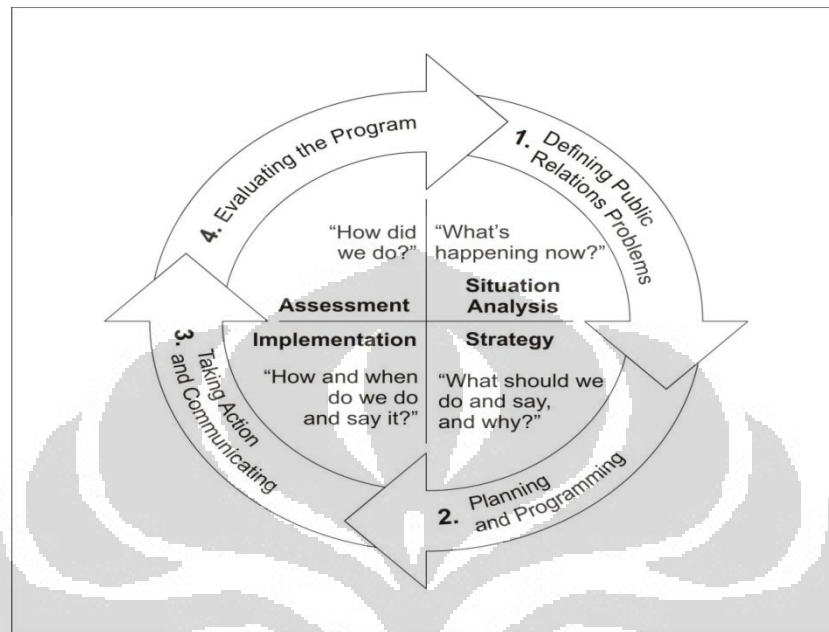 1. Defining Public
Relations Problems
"What's
happening now?"
Situation
Analysis
Strategy
"What should we
do and say,
and why?"
2. Planning
and Programming
3. Taking Action
and Communicating
Implementation
"How and when
do we do
and say it?"
4. Evaluating the Program
"How did
we do?"
Assessment